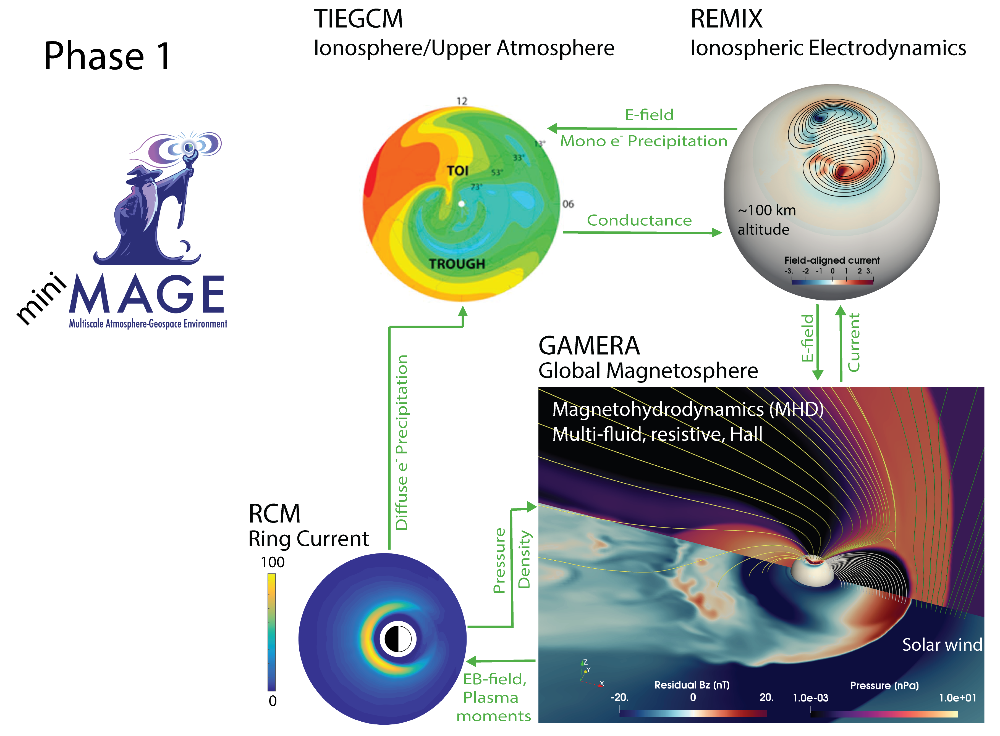 Phase 1
mini
MAGE
Multiscale Atmosphere-Geospace Environment
TIEGCM
Ionosphere/Upper Atmosphere
12
13°
33°
53°
73°
TOI
06
TROUGH
REMIX
Ionospheric Electrodynamics
E-field
Mono e⁻ Precipitation
Conductance
~100 km
altitude
Field-aligned current
-3. -2 -1 0 1 2 3.
E-field
Current
GAMERA
Global Magnetosphere
Magnetohydrodynamics (MHD)
Multi-fluid, resistive, Hall
Solar wind
Z
Y
X
Residual Bz (nT)
-20. 0 20.
Pressure (nPa)
1.0e-03 1.0e+01
Diffuse e⁻ Precipitation
RCM
Ring Current
100
0
Pressure
Density
EB-field,
Plasma
moments